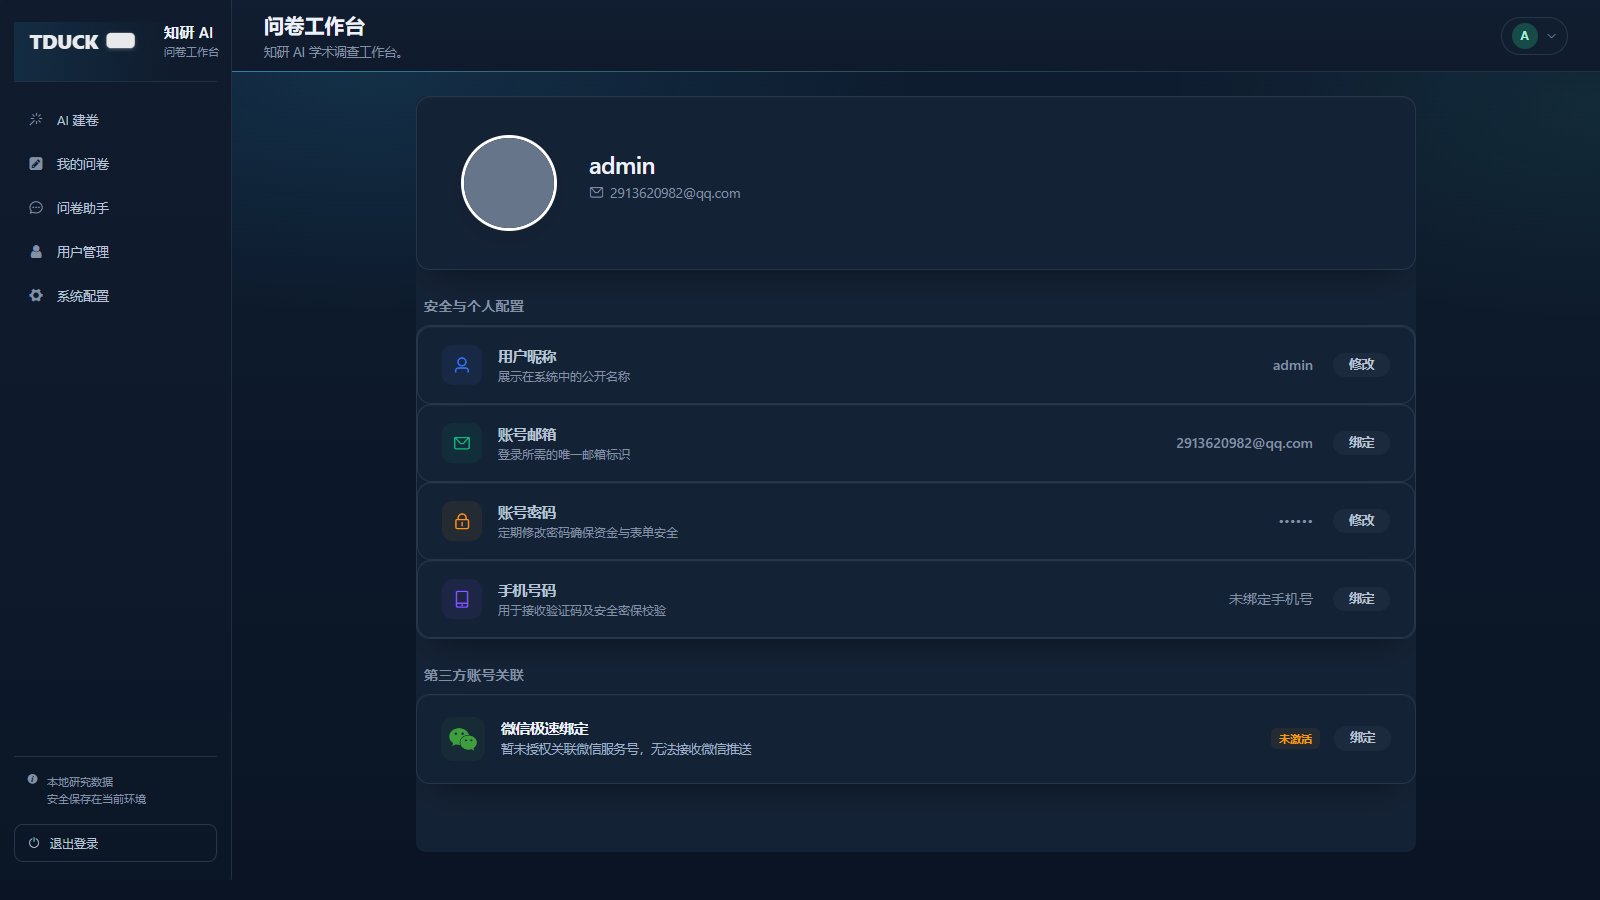 TDUCK
知研 AI
问卷工作台
AI 建卷
我的问卷
问卷助手
用户管理
系统配置
本地研究数据
安全保存在当前环境
退出登录
问卷工作台
知研 AI 学术调查工作台。
A
admin
2913620982@qq.com
安全与个人配置
用户昵称
展示在系统中的公开名称
admin
修改
账号邮箱
登录所需的唯一邮箱标识
2913620982@qq.com
绑定
账号密码
定期修改密码确保资金与表单安全
••••••
修改
手机号码
用于接收验证码及安全密保校验
未绑定手机号
绑定
第三方账号关联
微信极速绑定
暂未授权关联微信服务号，无法接收微信推送
未激活
绑定